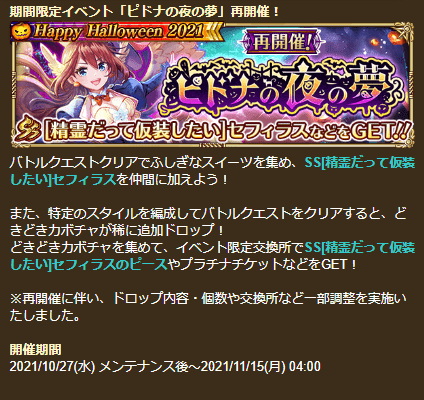 期間限定イベント「ピドナの夜の夢」再開催！
Happy Halloween 2021
再開催!
ピドナの夜の夢
SS[精霊だって仮装したい]セフィラスなどをGET!!
バトルクエストクリアでふしぎなスイーツを集め、SS[精霊だって仮装
したい]セフィラスを仲間に加えよう！
また、特定のスタイルを編成してバトルクエストをクリアすると、ど
きどきカボチャが稀に追加ドロップ！
どきどきカボチャを集めて、イベント限定交換所でSS[精霊だって仮装
したい]セフィラスのピースやプラチナチケットなどをGET！
※再開催に伴い、ドロップ内容・個数や交換所など一部調整を実施い
たしました。
開催期間
2021/10/27(水) メンテナンス後～2021/11/15(月) 04:00